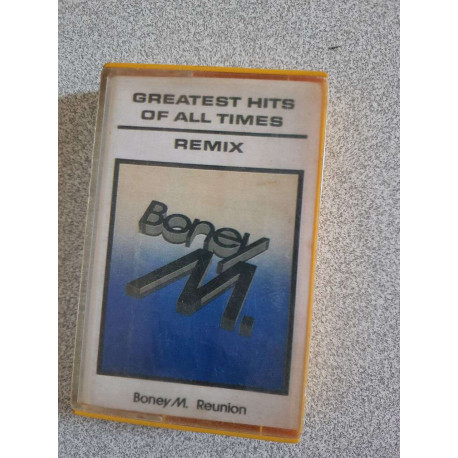 GREATEST HITS
OF ALL TIMES
REMIX
Boney
M.
Boney M. Reunion